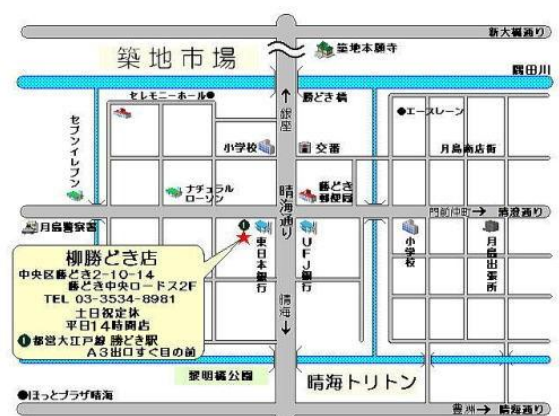 新大橋通り
築地市場
築地本願寺
隅田川
セレモニーホール
勝どき橋
↑銀座
エースレーン
セブンイレブン
小学校
交番
月島商店街
ナチュラル
ローソン
晴海通り
勝どき
郵便局
門前仲町→
清澄通り
月島警察署
東日本銀行
UFJ銀行
小学校
月島出張所
柳勝どき店
中央区勝どき2-10-14
勝どき中央ロードス2F
TEL 03-3534-8981
土日祝定休
平日14時開店
都営大江戸線 勝どき駅
A3出口すぐ目の前
晴海↓
黎明橋公園
晴海トリトン
ほっとプラザ晴海
豊洲→
晴海通り